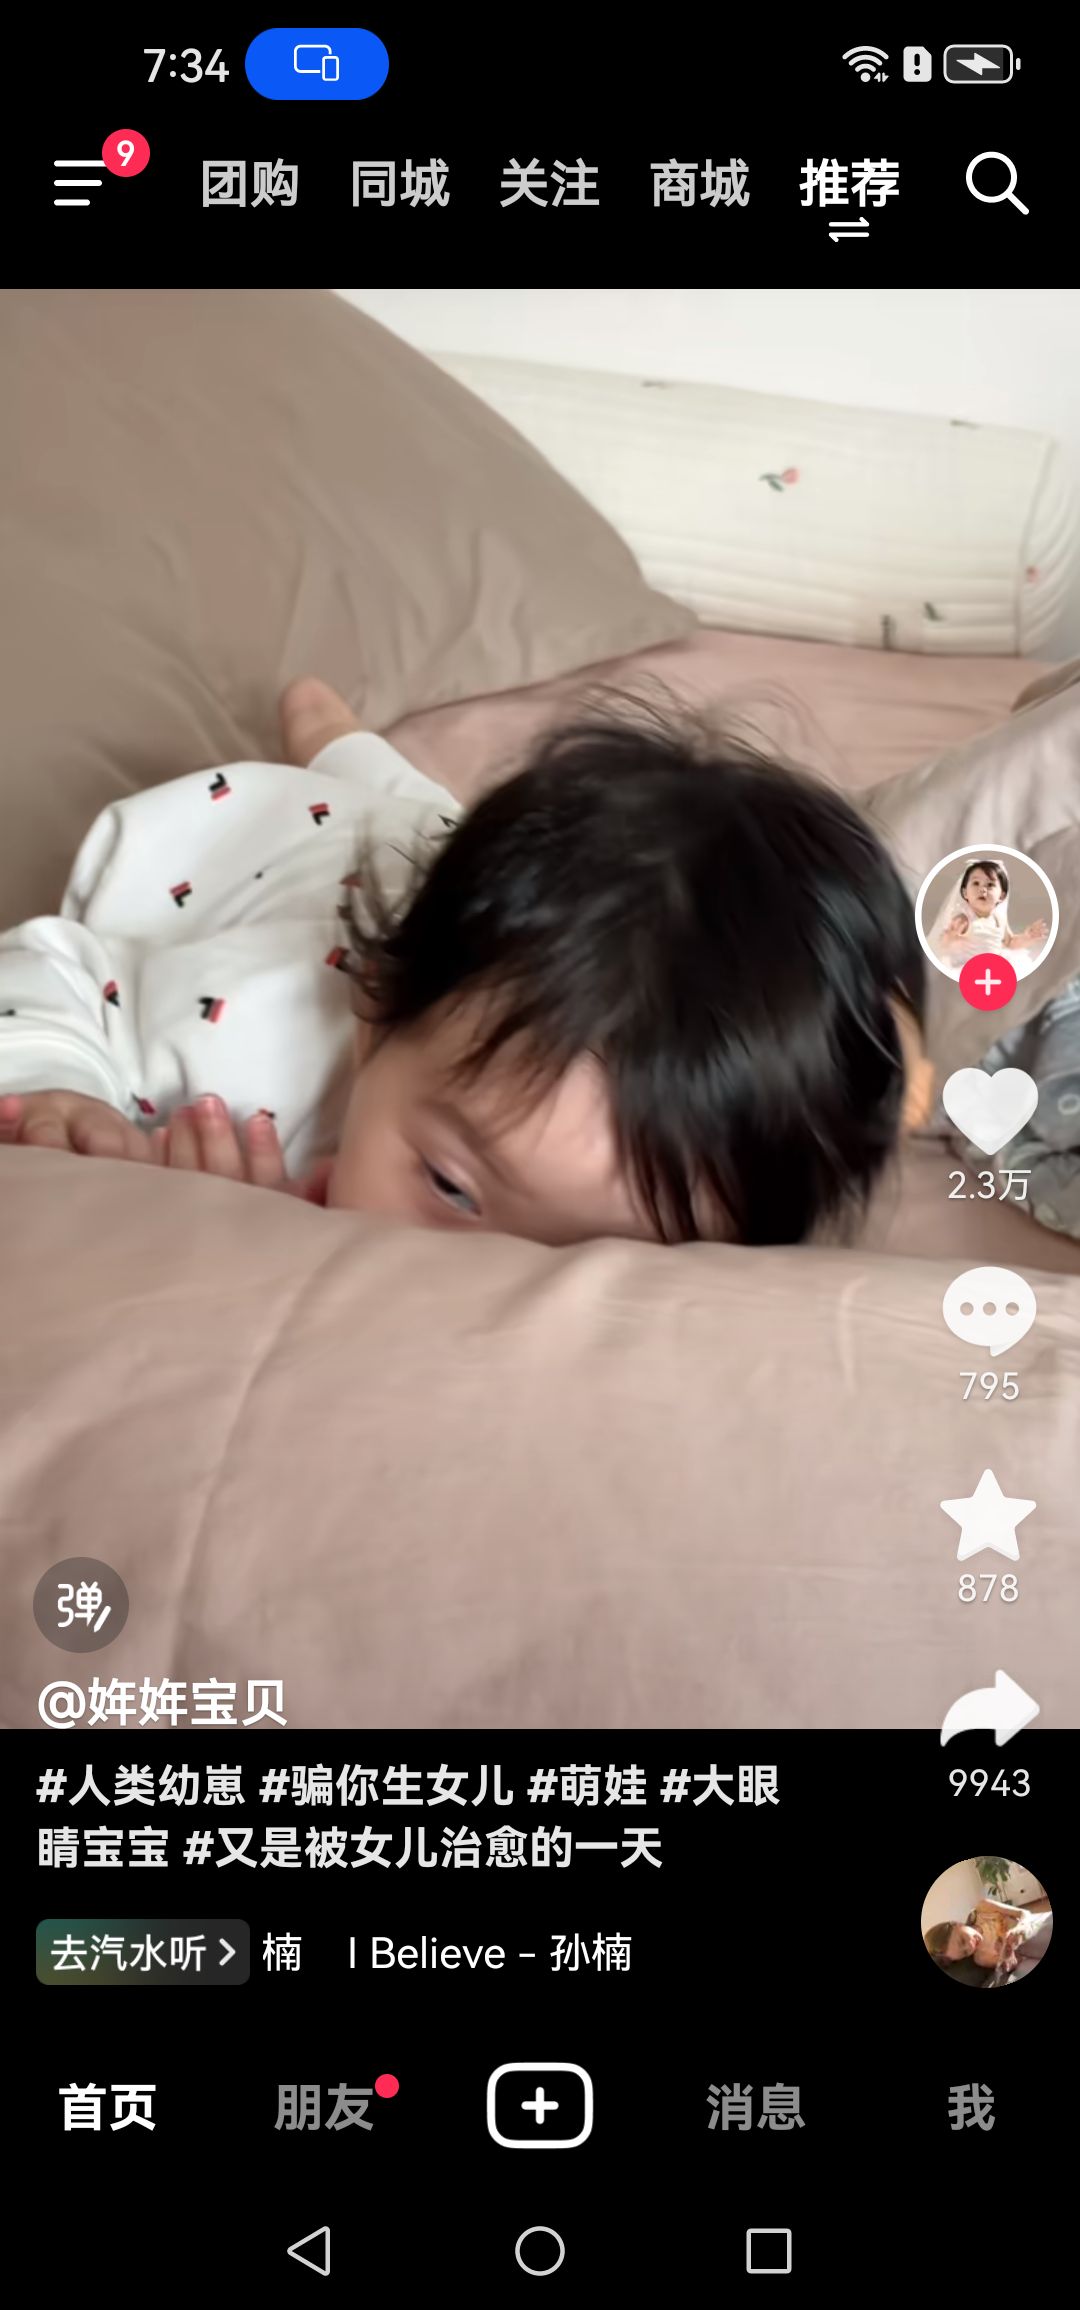 7:34
9
团购 同城 关注 商城 推荐
2.3万
795
878
弹
@姩姩宝贝
9943
#人类幼崽 #骗你生女儿 #萌娃 #大眼
睛宝宝 #又是被女儿治愈的一天
去汽水听 楠 I Believe - 孙楠
首页 朋友 消息 我